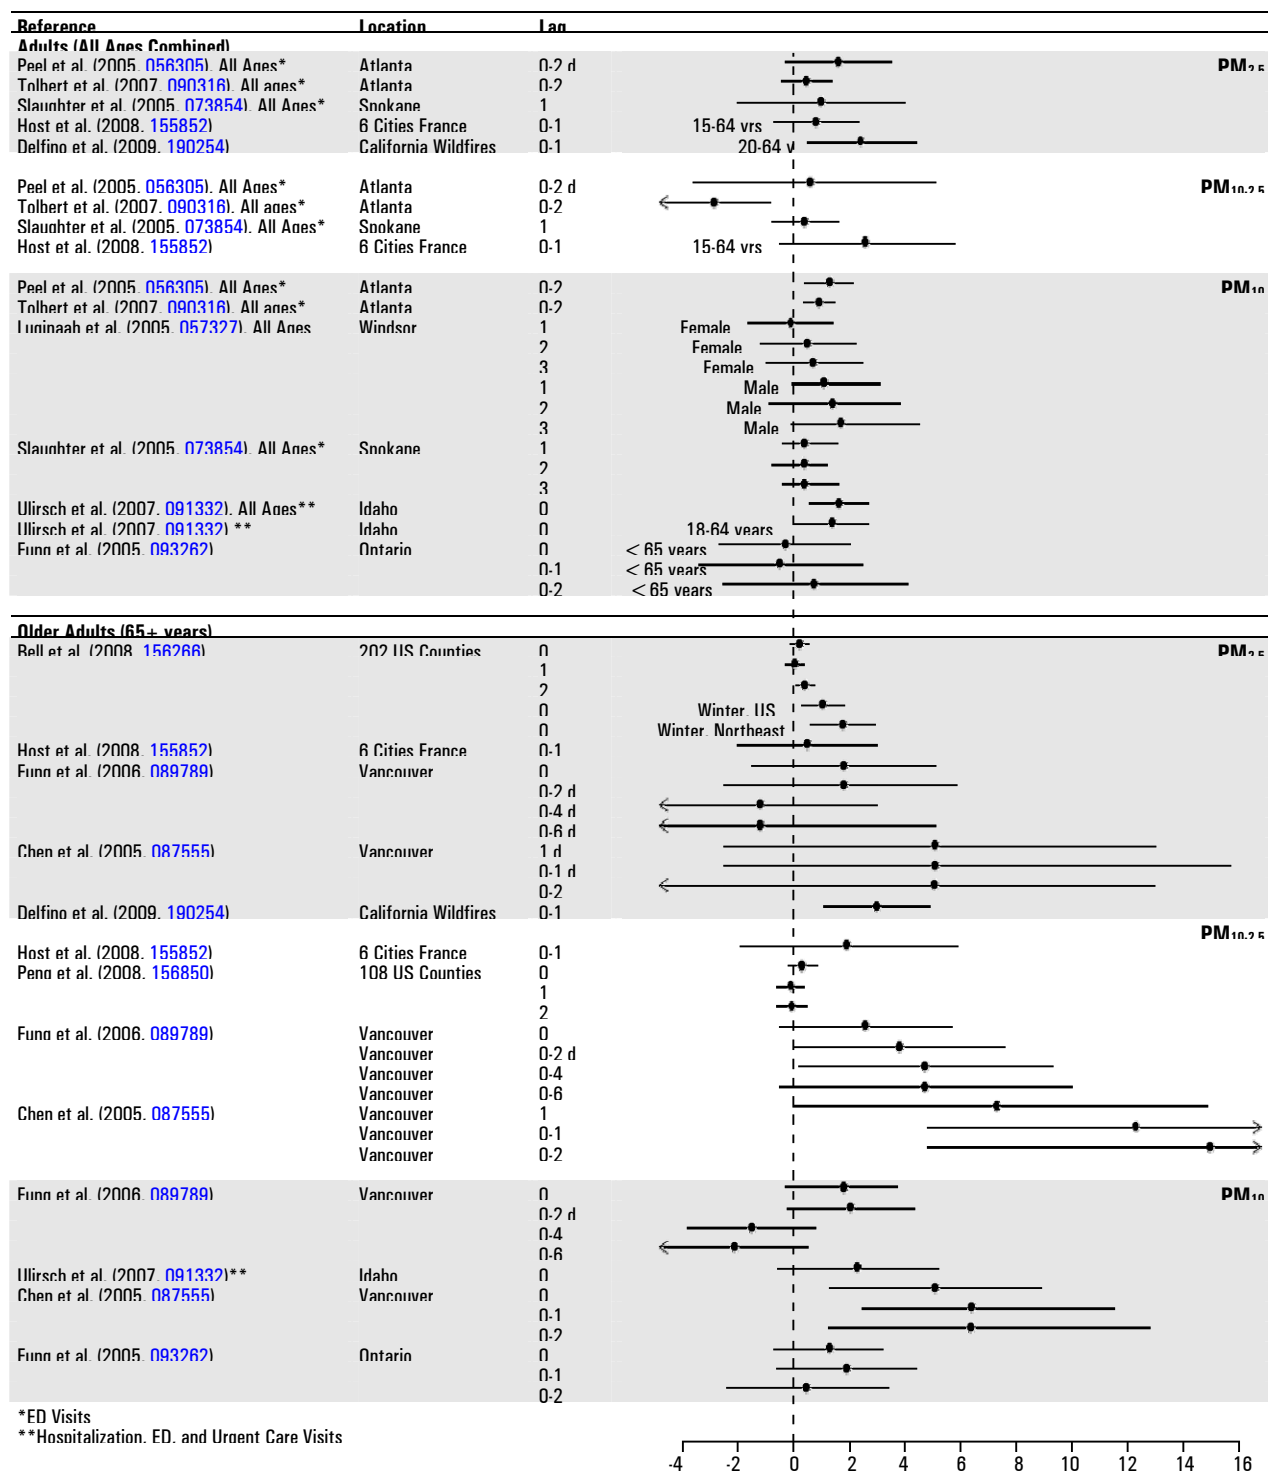 Reference Location Lag
Adults (All Ages Combined)
Peel et al. (2005, 056305), All Ages* Atlanta 0-2 d PM2.5
Tolbert et al. (2007, 090316), All ages* Atlanta 0-2
Slaughter et al. (2005, 073854), All Ages* Spokane 1
Host et al. (2008, 155852) 6 Cities France 0-1 15-64 yrs
Delfino et al. (2009, 190254) California Wildfires 0-1 20-64 y
Peel et al. (2005, 056305), All Ages* Atlanta 0-2 d PM10-2.5
Tolbert et al. (2007, 090316), All ages* Atlanta 0-2
Slaughter et al. (2005, 073854), All Ages* Spokane 1
Host et al. (2008, 155852) 6 Cities France 0-1 15-64 yrs
Peel et al. (2005, 056305), All Ages* Atlanta 0-2 PM10
Tolbert et al. (2007, 090316), All ages* Atlanta 0-2
Luginaah et al. (2005, 057327), All Ages Windsor 1 Female
2 Female
3 Female
1 Male
2 Male
3 Male
Slaughter et al. (2005, 073854), All Ages* Spokane 1
2
3
Ulirsch et al. (2007, 091332), All Ages** Idaho 0
Ulirsch et al. (2007, 091332) ** Idaho 0 18-64 years
Fung et al. (2005, 093262) Ontario 0 < 65 years
0-1 < 65 years
0-2 < 65 years
Older Adults (65+ years)
Bell et al. (2008, 156266) 202 US Counties 0 PM2.5
1
2
0 Winter, US
0 Winter, Northeast
Host et al. (2008, 155852) 6 Cities France 0-1
Fung et al. (2006, 089789) Vancouver 0
0-2 d
0-4 d
0-6 d
Chen et al. (2005, 087555) Vancouver 1 d
0-1 d
0-2
Delfino et al. (2009, 190254) California Wildfires 0-1
PM10-2.5
Host et al. (2008, 155852) 6 Cities France 0-1
Peng et al. (2008, 156850) 108 US Counties 0
1
2
Fung et al. (2006, 089789) Vancouver 0
Vancouver 0-2 d
Vancouver 0-4
Vancouver 0-6
Chen et al. (2005, 087555) Vancouver 1
Vancouver 0-1
Vancouver 0-2
Fung et al. (2006, 089789) Vancouver 0 PM10
0-2 d
0-4
0-6
Ulirsch et al. (2007, 091332)** Idaho 0
Chen et al. (2005, 087555) Vancouver 0
0-1
0-2
Fung et al. (2005, 093262) Ontario 0
0-1
0-2
*ED Visits
**Hospitalization, ED, and Urgent Care Visits
-4 -2 0 2 4 6 8 10 12 14 16